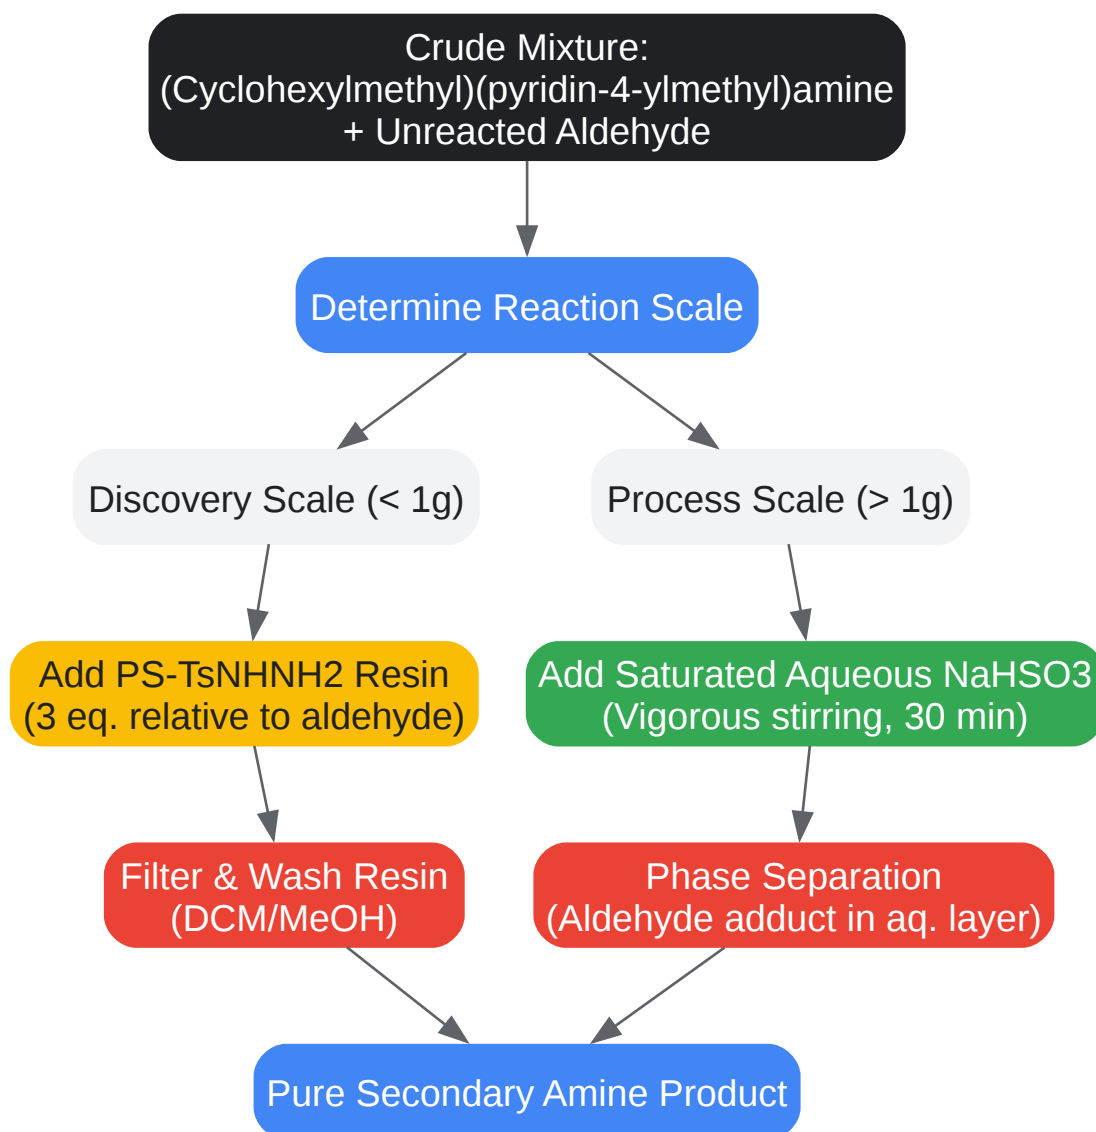 Crude Mixture:
(Cyclohexylmethyl)(pyridin-4-ylmethyl)amine
+ Unreacted Aldehyde
Determine Reaction Scale
Discovery Scale (< 1g)
Process Scale (> 1g)
Add PS-TsNHNH2 Resin
(3 eq. relative to aldehyde)
Add Saturated Aqueous NaHSO3
(Vigorous stirring, 30 min)
Filter & Wash Resin
(DCM/MeOH)
Phase Separation
(Aldehyde adduct in aq. layer)
Pure Secondary Amine Product